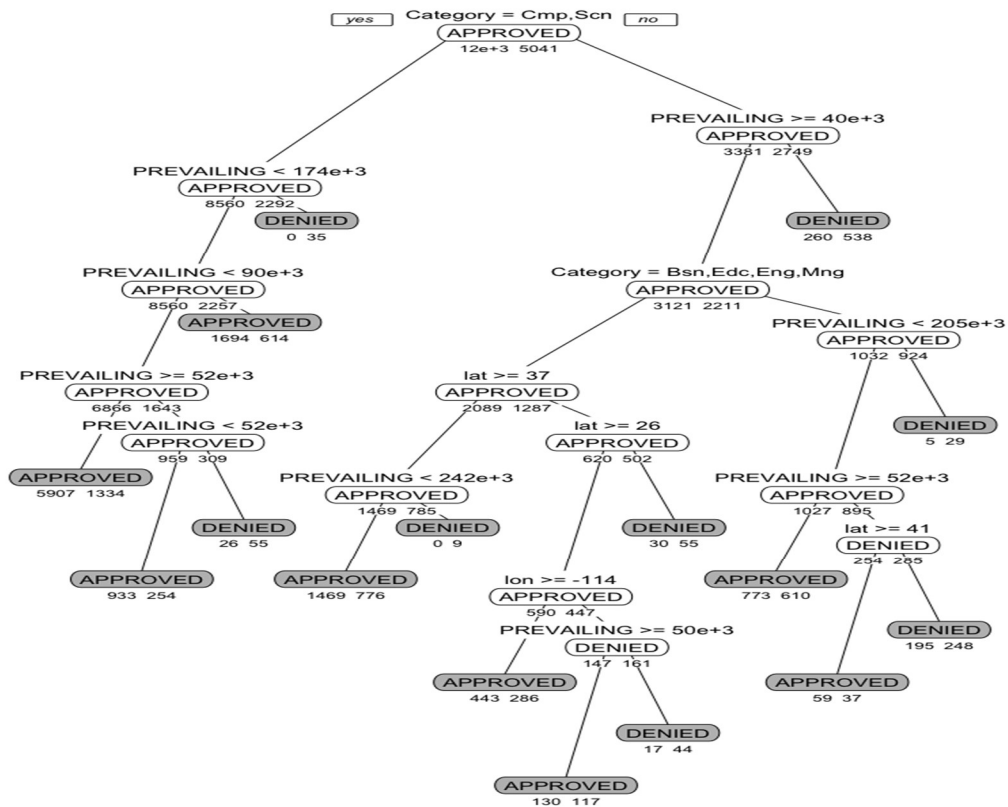 yes Category = Cmp,Scn no
APPROVED
12e+3 5041
PREVAILING >= 40e+3
APPROVED
3381 2749
PREVAILING < 174e+3
APPROVED
8560 2292
DENIED
0 35
DENIED
260 538
PREVAILING < 90e+3
APPROVED
8560 2257
APPROVED
1694 614
Category = Bsn,Edc,Eng,Mng
APPROVED
3121 2211
PREVAILING < 205e+3
APPROVED
1032 924
PREVAILING >= 52e+3
APPROVED
6866 1643
lat >= 37
APPROVED
2089 1287
PREVAILING < 52e+3
APPROVED
959 309
lat >= 26
APPROVED
620 502
DENIED
5 29
APPROVED
5907 1334
PREVAILING < 242e+3
APPROVED
1469 785
PREVAILING >= 52e+3
APPROVED
1027 895
DENIED
26 55
DENIED
0 9
DENIED
30 55
lat >= 41
DENIED
254 285
APPROVED
933 254
APPROVED
1469 776
lon >= -114
APPROVED
590 447
APPROVED
773 610
PREVAILING >= 50e+3
DENIED
147 161
DENIED
195 248
APPROVED
443 286
APPROVED
59 37
DENIED
17 44
APPROVED
130 117